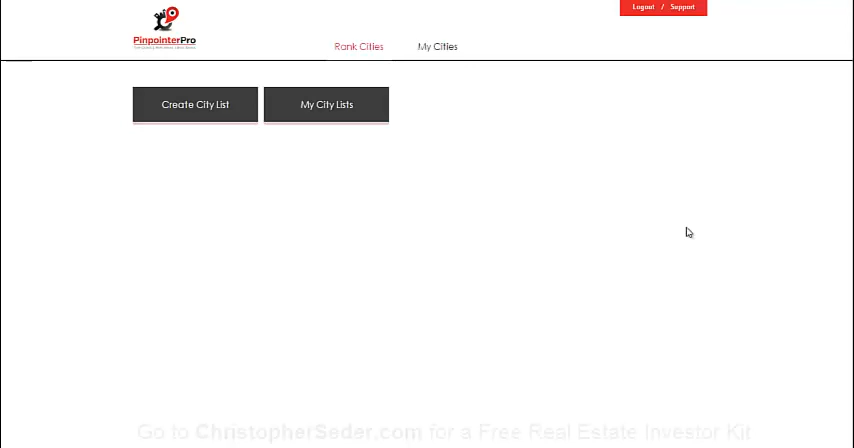 Logout / Support
PinpointerPro
Rank Cities My Cities
Create City List My City Lists
Go to ChristopherSeder.com for a Free Real Estate Investor Kit